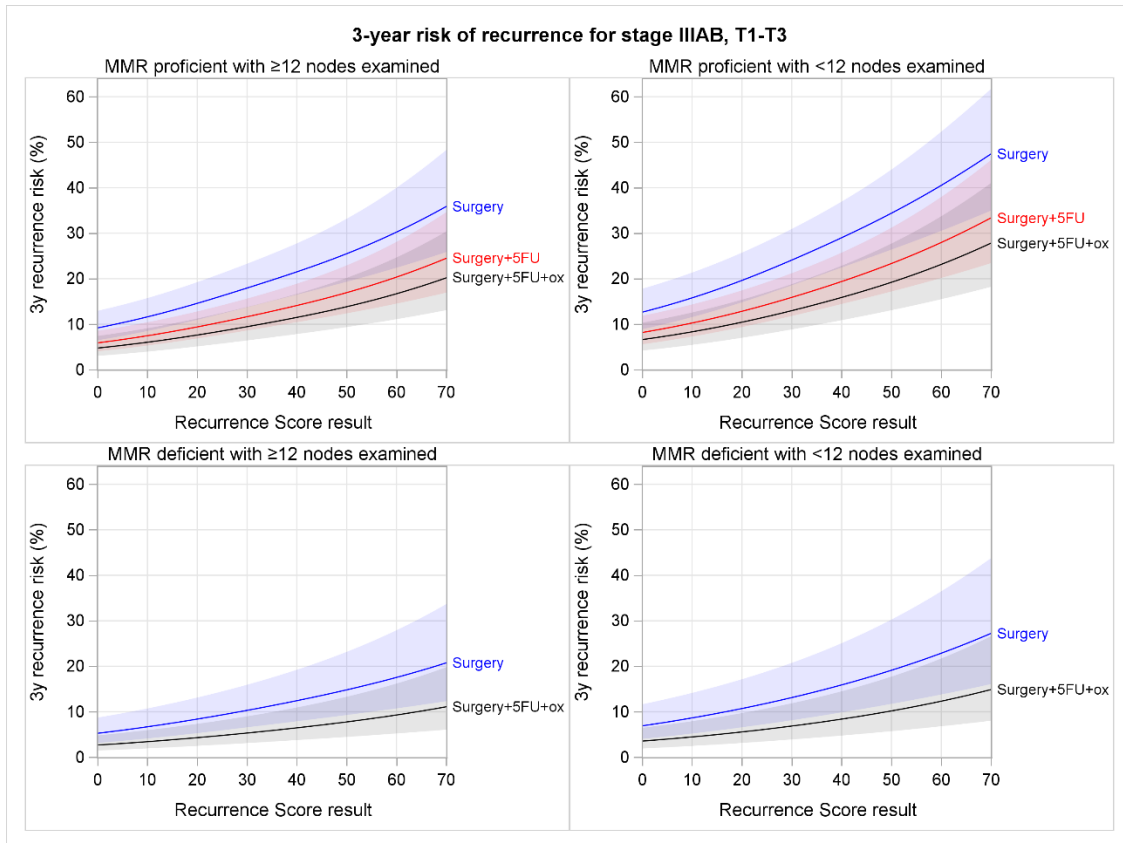 3-year risk of recurrence for stage IIIAB, T1-T3
MMR proficient with ≥12 nodes examined
60
50
40
30
20
10
0
3y recurrence risk (%)
Surgery
Surgery+5FU
Surgery+5FU+ox
0 10 20 30 40 50 60 70
Recurrence Score result
MMR proficient with <12 nodes examined
60
50
40
30
20
10
0
3y recurrence risk (%)
Surgery
Surgery+5FU
Surgery+5FU+ox
0 10 20 30 40 50 60 70
Recurrence Score result
MMR deficient with ≥12 nodes examined
60
50
40
30
20
10
0
3y recurrence risk (%)
Surgery
Surgery+5FU+ox
0 10 20 30 40 50 60 70
Recurrence Score result
MMR deficient with <12 nodes examined
60
50
40
30
20
10
0
3y recurrence risk (%)
Surgery
Surgery+5FU+ox
0 10 20 30 40 50 60 70
Recurrence Score result